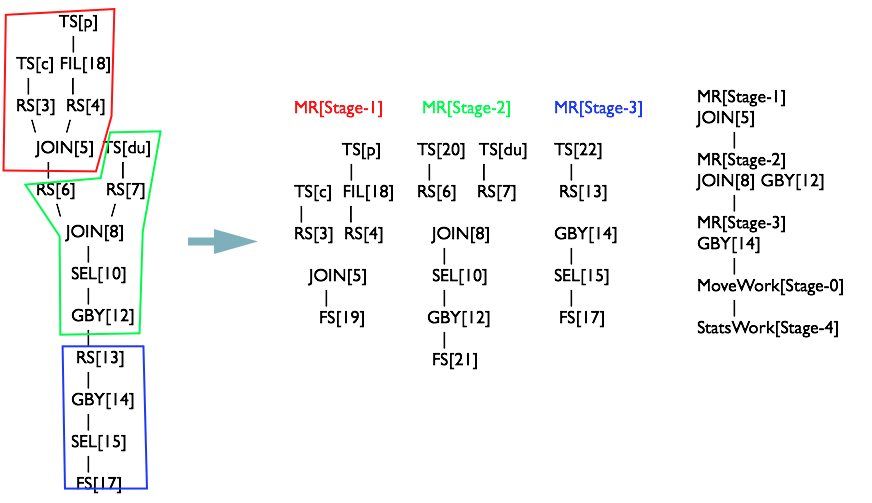 TS[p]
TS[c] FIL[18]
RS[3] RS[4]
JOIN[5] TS[du]
RS[6] RS[7]
JOIN[8]
SEL[10]
GBY[12]
RS[13]
GBY[14]
SEL[15]
FS[17]
MR[Stage-1]
TS[p]
TS[c] FIL[18]
RS[3] RS[4]
JOIN[5]
FS[19]
MR[Stage-2]
TS[20] TS[du]
RS[6] RS[7]
JOIN[8]
SEL[10]
GBY[12]
FS[21]
MR[Stage-3]
TS[22]
RS[13]
GBY[14]
SEL[15]
FS[17]
MR[Stage-1]
JOIN[5]
MR[Stage-2]
JOIN[8] GBY[12]
MR[Stage-3]
GBY[14]
MoveWork[Stage-0]
StatsWork[Stage-4]